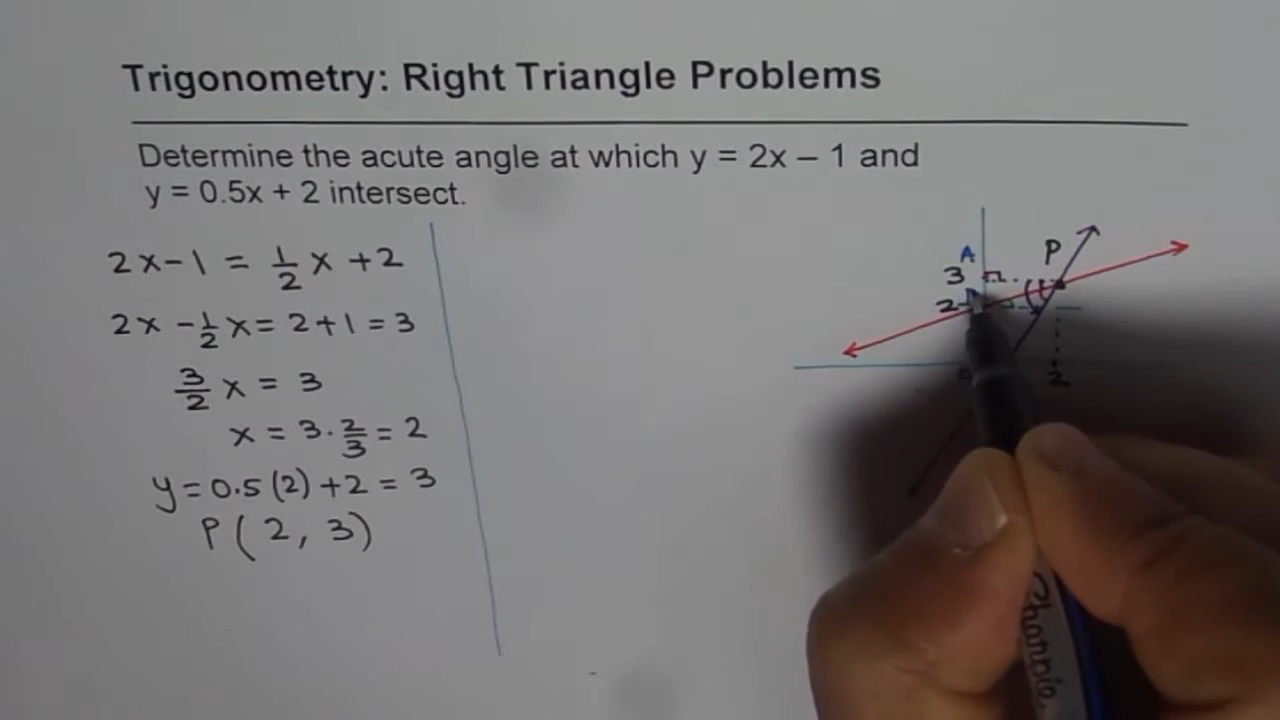 Trigonometry: Right Triangle Problems
Determine the acute angle at which y = 2x – 1 and
y = 0.5x + 2 intersect.
2x-1 = 1/2 x +2
2x - 1/2 x = 2+1 = 3
3/2 x = 3
x = 3 · 2/3 = 2
y = 0.5 (2) +2 = 3
P ( 2, 3)
A
P
3
2
2
Sharpie